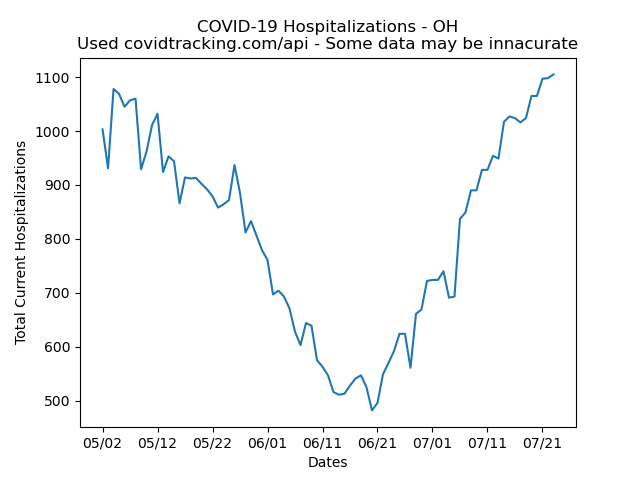 COVID-19 Hospitalizations - OH
Used covidtracking.com/api - Some data may be innacurate
Total Current Hospitalizations
1100
1000
900
800
700
600
500
05/02 05/12 05/22 06/01 06/11 06/21 07/01 07/11 07/21
Dates